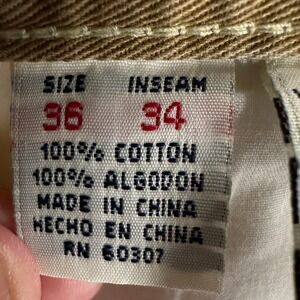 SIZE INSEAM
36 34
100% COTTON
100% ALGODON
MADE IN CHINA
HECHO EN CHINA
RN 60307